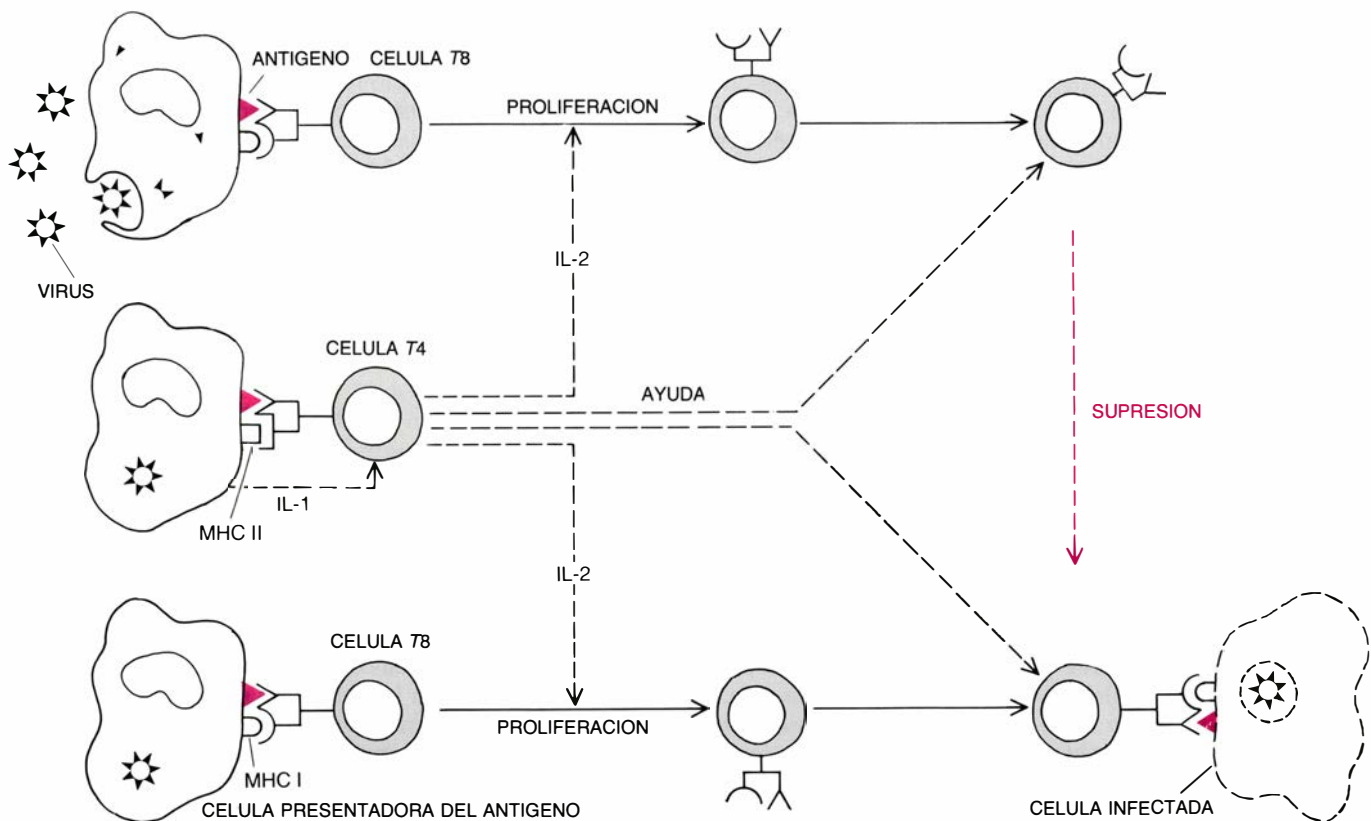 ANTIGENO
CELULA T8
PROLIFERACION
VIRUS
IL-2
CELULA T4
AYUDA
SUPRESION
IL-1
MHC II
IL-2
CELULA T8
PROLIFERACION
MHC I
CELULA PRESENTADORA DEL ANTIGENO
CELULA INFECTADA